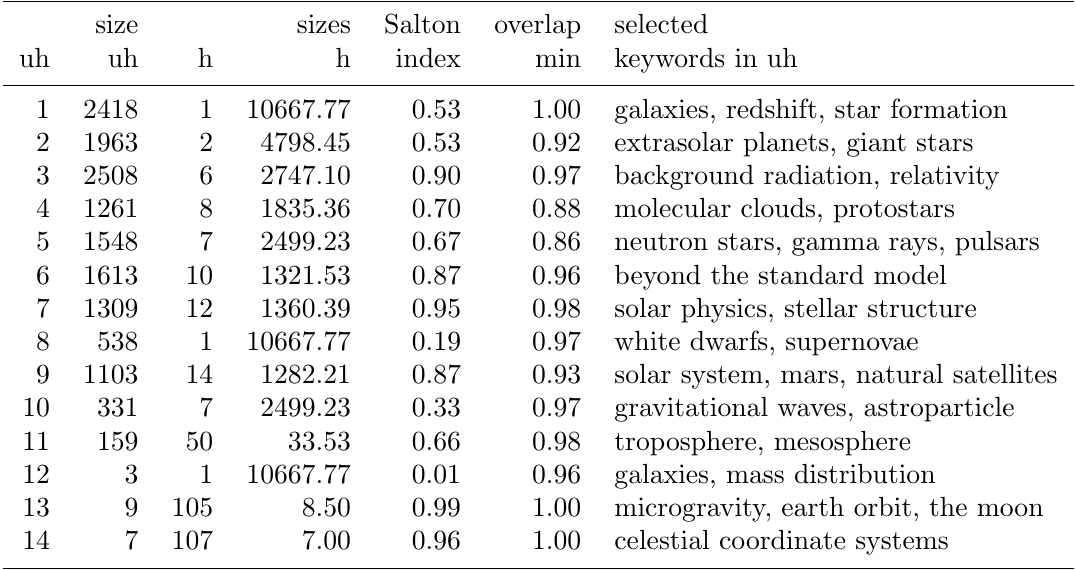 size sizes Salton overlap selected
uh uh h h index min keywords in uh
1 2418 1 10667.77 0.53 1.00 galaxies, redshift, star formation
2 1963 2 4798.45 0.53 0.92 extrasolar planets, giant stars
3 2508 6 2747.10 0.90 0.97 background radiation, relativity
4 1261 8 1835.36 0.70 0.88 molecular clouds, protostars
5 1548 7 2499.23 0.67 0.86 neutron stars, gamma rays, pulsars
6 1613 10 1321.53 0.87 0.96 beyond the standard model
7 1309 12 1360.39 0.95 0.98 solar physics, stellar structure
8 538 1 10667.77 0.19 0.97 white dwarfs, supernovae
9 1103 14 1282.21 0.87 0.93 solar system, mars, natural satellites
10 331 7 2499.23 0.33 0.97 gravitational waves, astroparticle
11 159 50 33.53 0.66 0.98 troposphere, mesosphere
12 3 1 10667.77 0.01 0.96 galaxies, mass distribution
13 9 105 8.50 0.99 1.00 microgravity, earth orbit, the moon
14 7 107 7.00 0.96 1.00 celestial coordinate systems